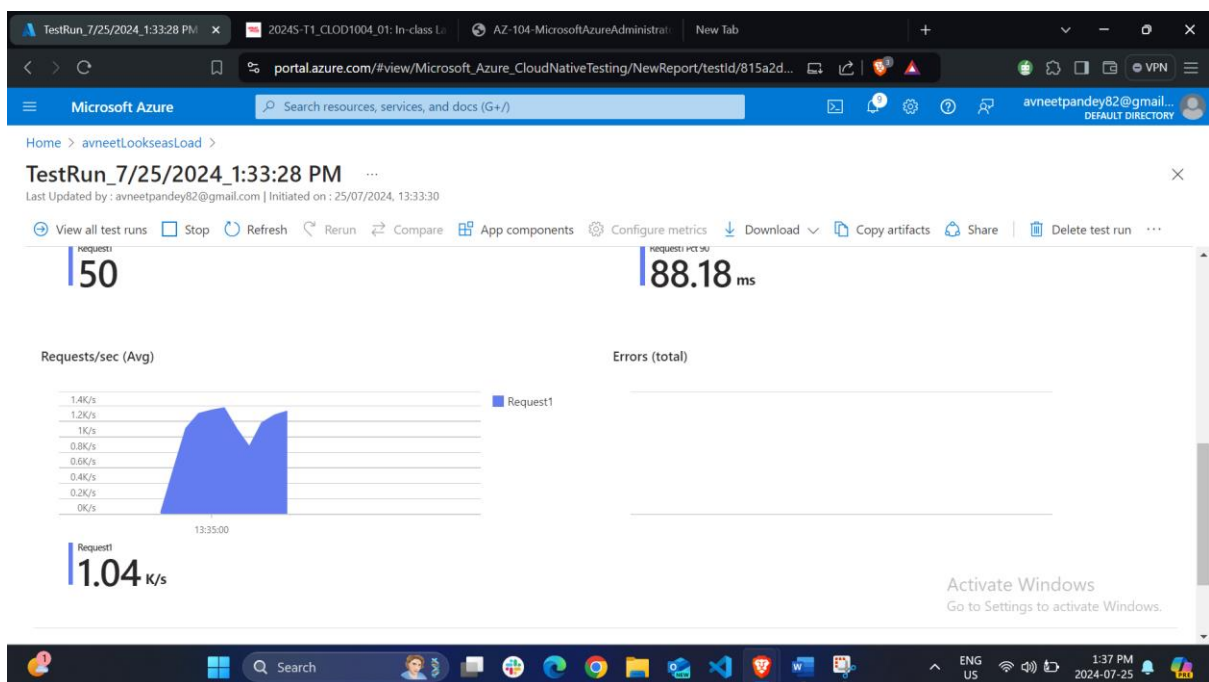 TestRun_7/25/2024_1:33:28 PM
2024S-T1_CLOD1004_01: In-class La
AZ-104-MicrosoftAzureAdministrat
New Tab
portal.azure.com/#view/Microsoft_Azure_CloudNativeTesting/NewReport/testId/815a2d...
VPN
Microsoft Azure
Search resources, services, and docs (G+/)
9
avneetpandey82@gmail...
DEFAULT DIRECTORY
Home > avneetLookseasLoad >
TestRun_7/25/2024_1:33:28 PM ...
Last Updated by : avneetpandey82@gmail.com | Initiated on : 25/07/2024, 13:33:30
View all test runs Stop Refresh Rerun Compare App components Configure metrics Download Copy artifacts Share Delete test run ...
Request1
50
Request1 Pct 90
88.18 ms
Requests/sec (Avg)
1.4K/s
1.2K/s
1K/s
0.8K/s
0.6K/s
0.4K/s
0.2K/s
0K/s
13:35:00
Request1
Request1
1.04 K/s
Errors (total)
Activate Windows
Go to Settings to activate Windows.
1
Search
ENG
US
1:37 PM
2024-07-25
PRE